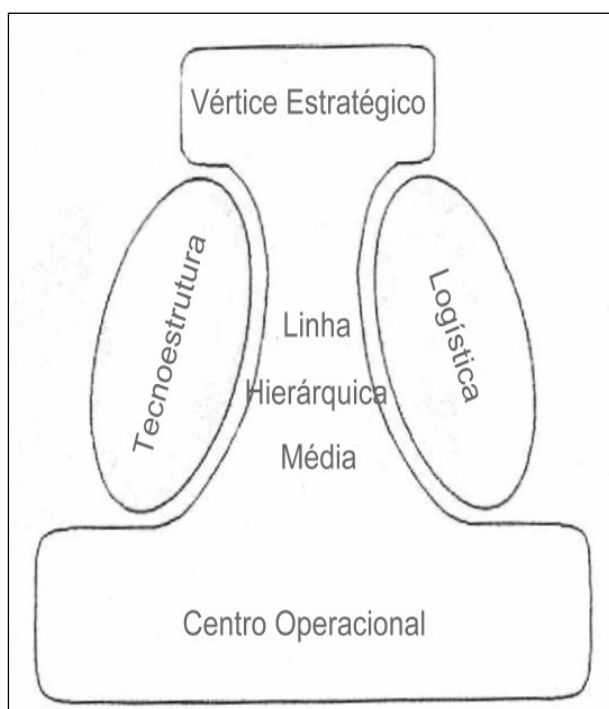 Vértice Estratégico
Tecnoestrutura
Logística
Linha
Hierárquica
Média
Centro Operacional